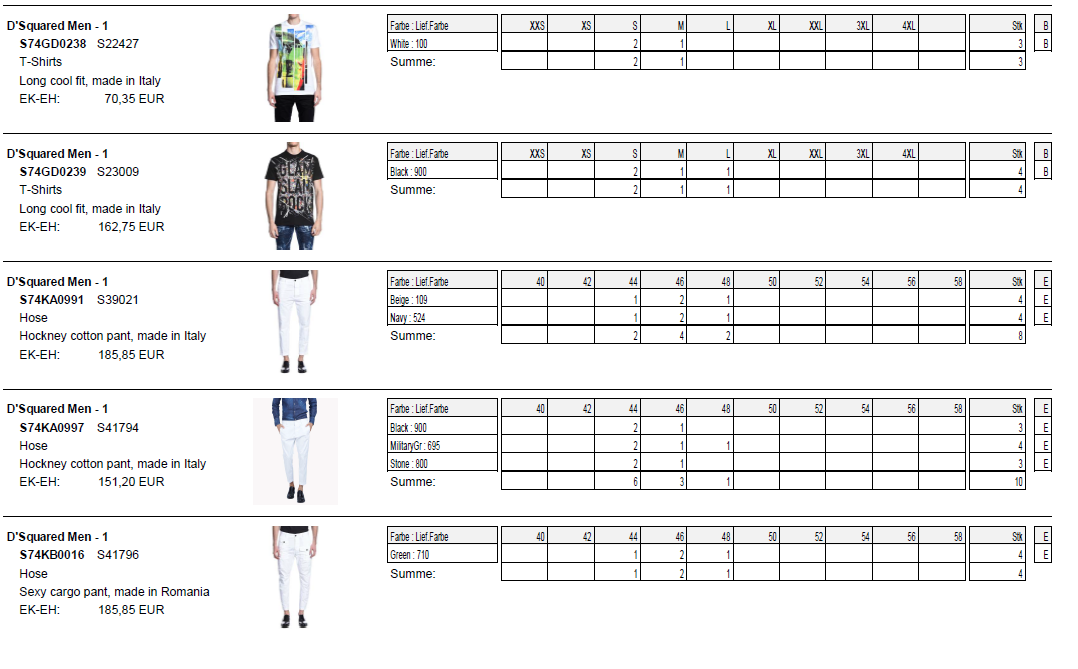 D'Squared Men - 1
S74GD0238 S22427
T-Shirts
Long cool fit, made in Italy
EK-EH: 70,35 EUR
Farbe : Lief.Farbe XXS XS S M L XL XXL 3XL 4XL Stk B
White : 100 2 1 3 B
Summe: 2 1 3
D'Squared Men - 1
S74GD0239 S23009
T-Shirts
Long cool fit, made in Italy
EK-EH: 162,75 EUR
GLAM
SLAM
ROCK
Farbe : Lief.Farbe XXS XS S M L XL XXL 3XL 4XL Stk B
Black : 900 2 1 1 4 B
Summe: 2 1 1 4
D'Squared Men - 1
S74KA0991 S39021
Hose
Hockney cotton pant, made in Italy
EK-EH: 185,85 EUR
Farbe : Lief.Farbe 40 42 44 46 48 50 52 54 56 58 Stk E
Beige : 109 1 2 1 4 E
Navy : 524 1 2 1 4 E
Summe: 2 4 2 8
D'Squared Men - 1
S74KA0997 S41794
Hose
Hockney cotton pant, made in Italy
EK-EH: 151,20 EUR
Farbe : Lief.Farbe 40 42 44 46 48 50 52 54 56 58 Stk E
Black : 900 2 1 3 E
MilitaryGr : 695 2 1 1 4 E
Stone : 800 2 1 3 E
Summe: 6 3 1 10
D'Squared Men - 1
S74KB0016 S41796
Hose
Sexy cargo pant, made in Romania
EK-EH: 185,85 EUR
Farbe : Lief.Farbe 40 42 44 46 48 50 52 54 56 58 Stk E
Green : 710 1 2 1 4 E
Summe: 1 2 1 4